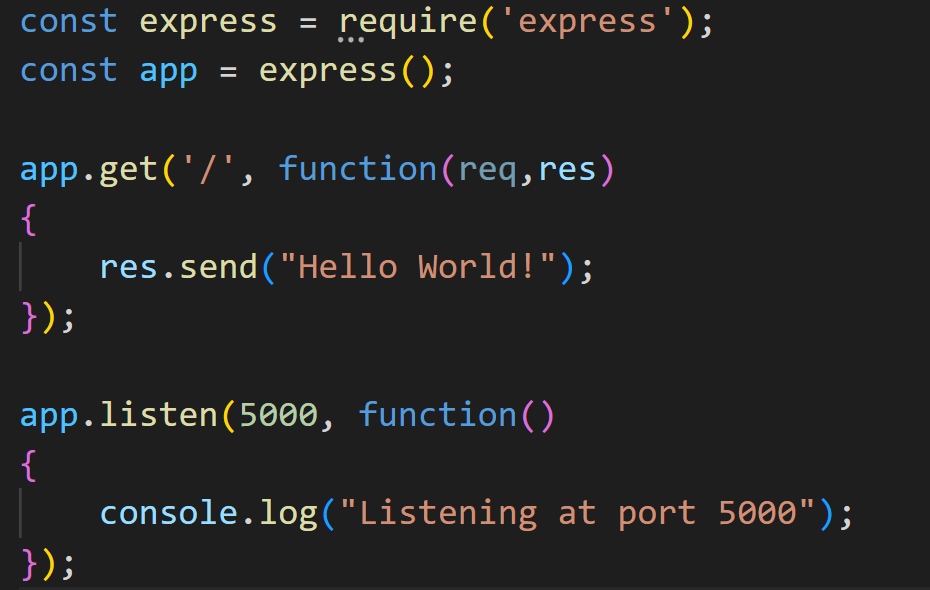 const express = require('express');
const app = express();
app.get('/', function(req,res)
{
    res.send("Hello World!");
});
app.listen(5000, function()
{
    console.log("Listening at port 5000");
});